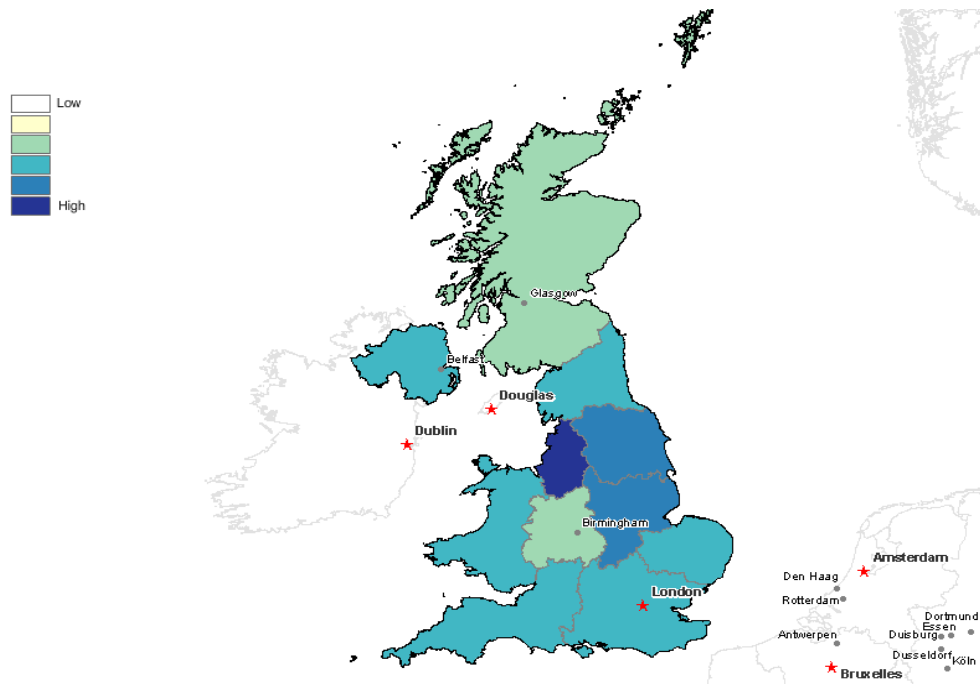 Low
High
Glasgow
Belfast
Douglas
Dublin
Birmingham
Amsterdam
Den Haag
London
Rotterdam
Dortmund
Essen
Antwerpen
Duisburg
Dusseldorf
Köln
Bruxelles